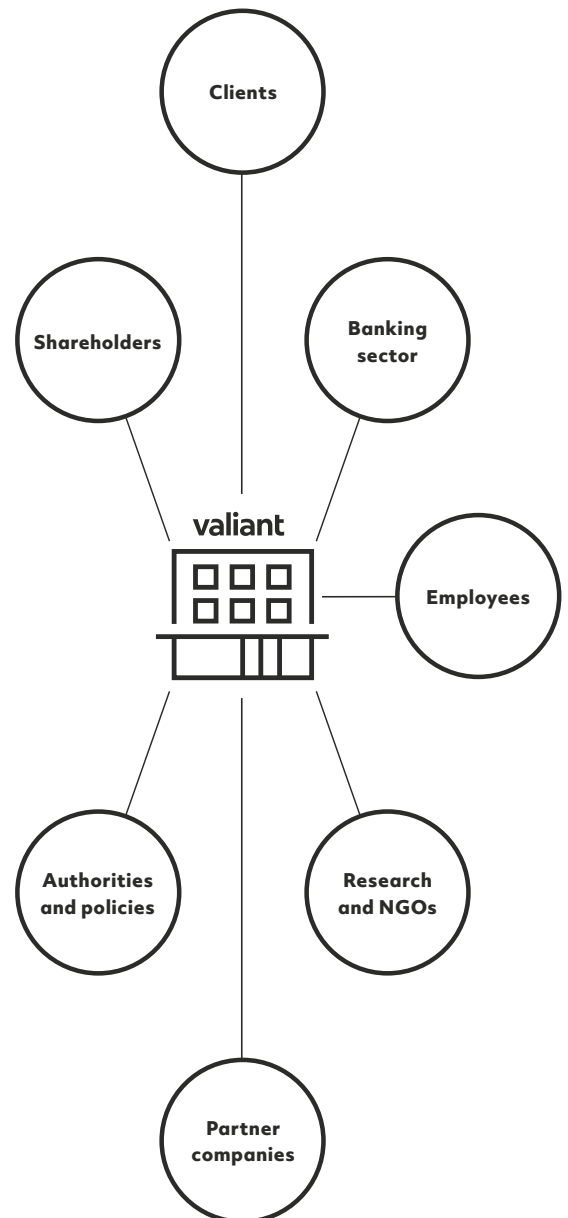 Clients
Shareholders
Banking
sector
valiant
Employees
Authorities
and policies
Research
and NGOs
Partner
companies